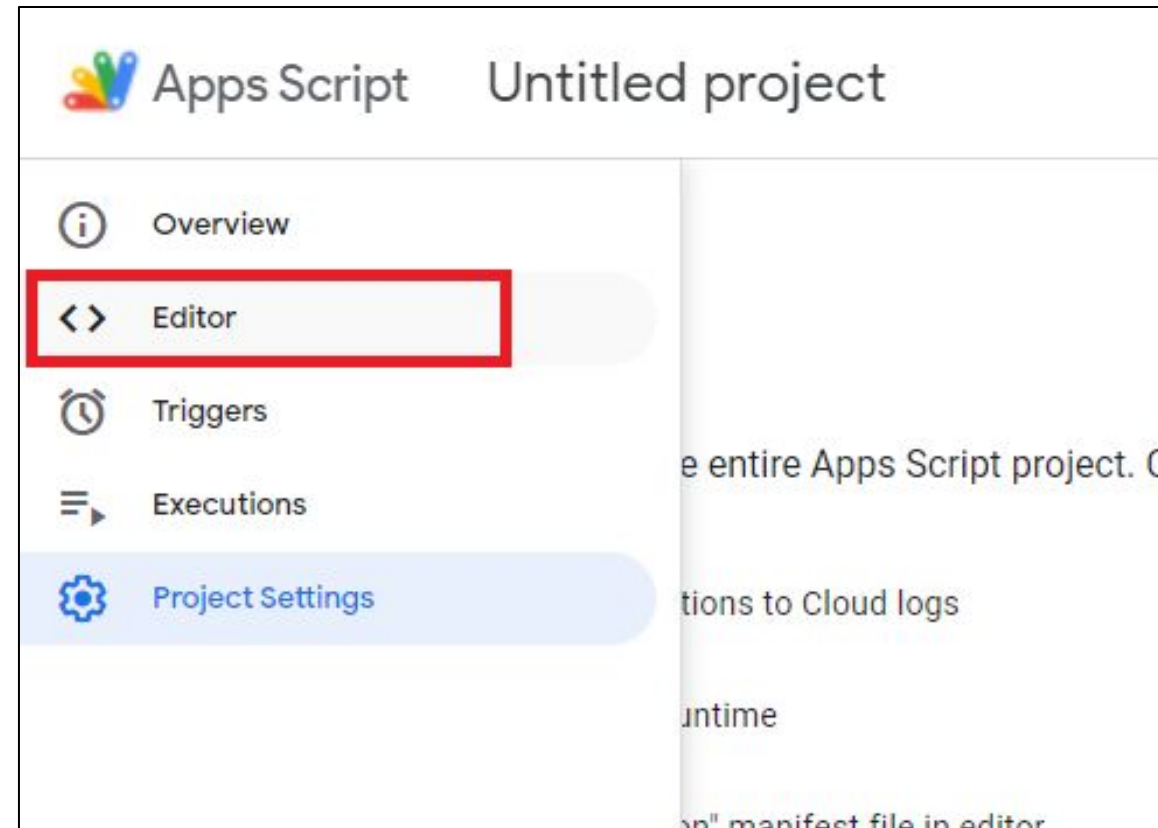 Apps Script Untitled project
Overview
Editor
Triggers
e entire Apps Script project.
Executions
Project Settings
tions to Cloud logs
untime
on" manifest file in editor